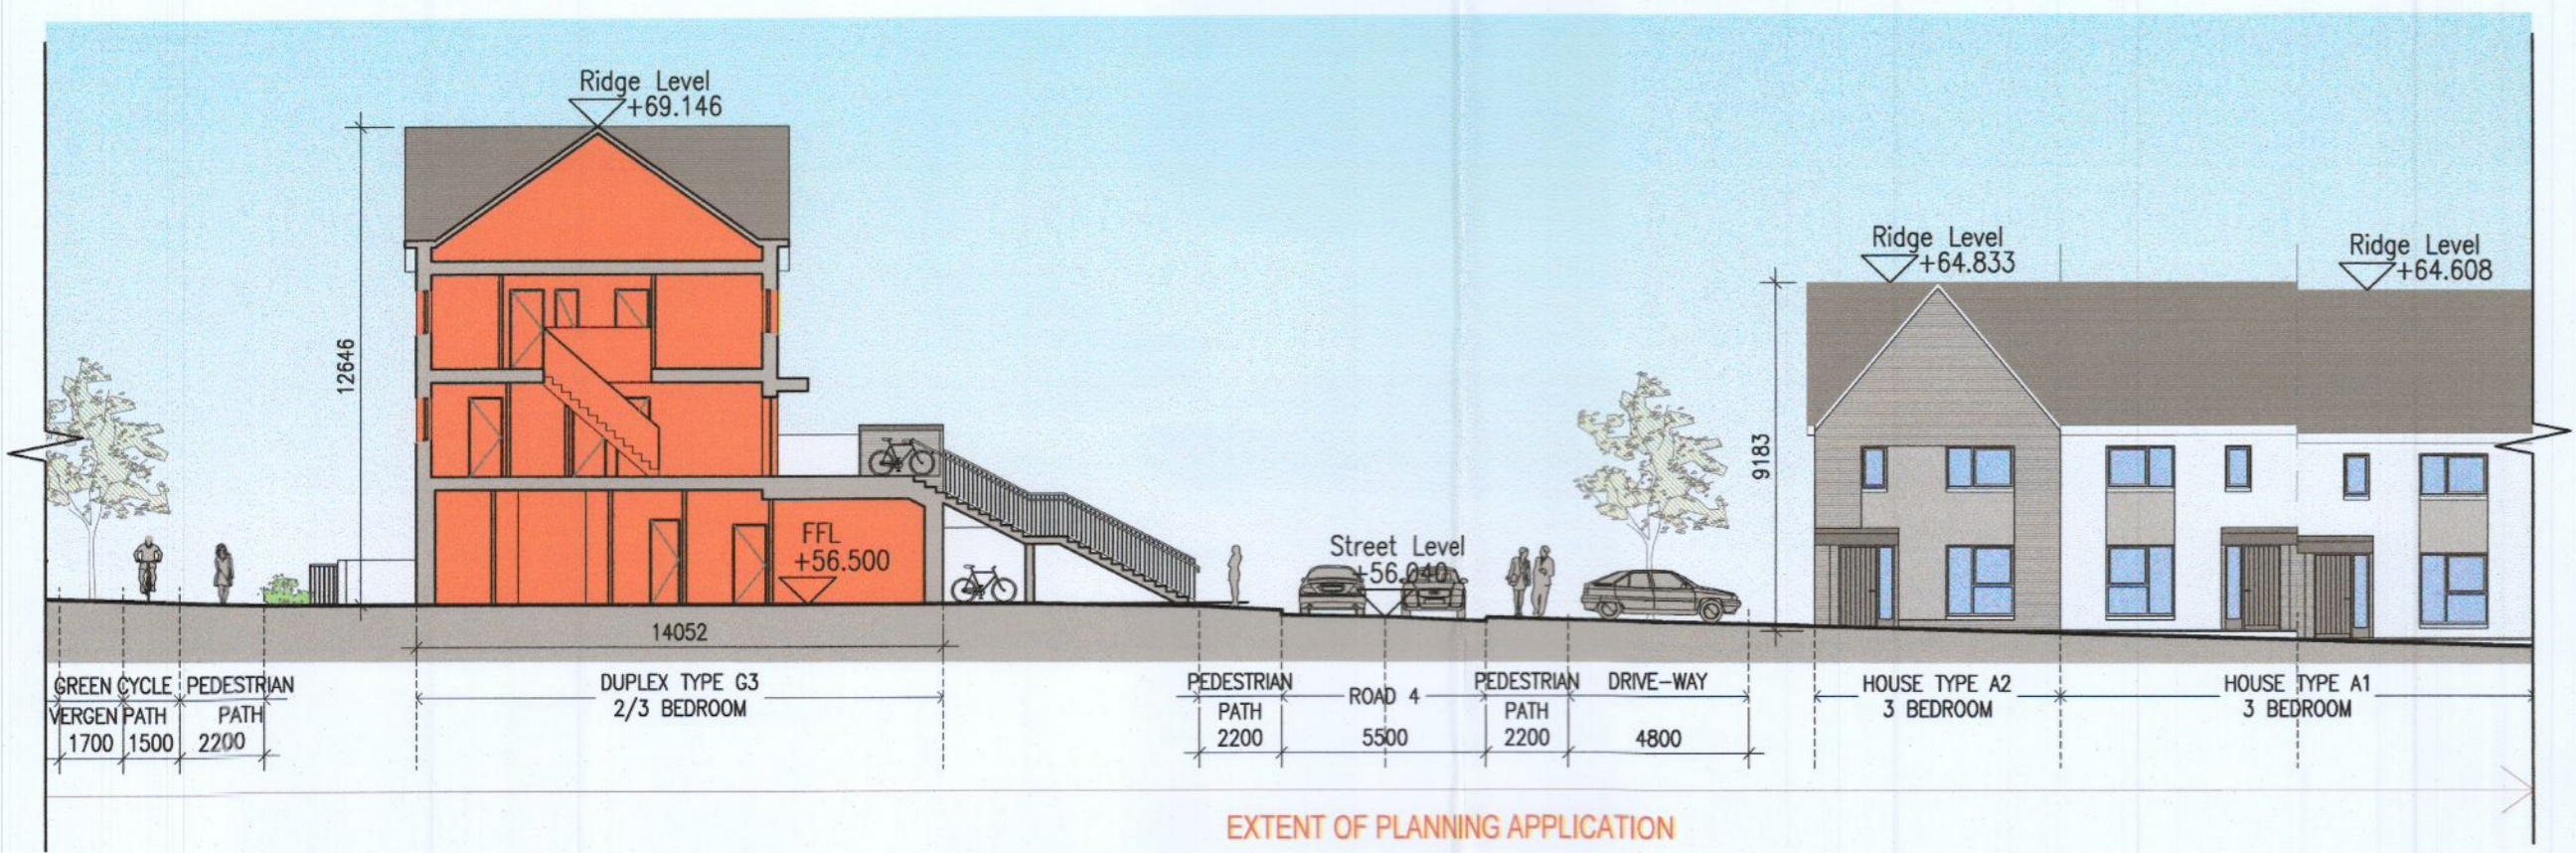 Ridge Level
+69.146
Ridge Level
+64.833
Ridge Level
+64.608
12646
9183
FFL
+56.500
Street Level
+56.040
14052
GREEN CYCLE PEDESTRIAN
VERGEN PATH PATH
1700 1500 2200
DUPLEX TYPE G3
2/3 BEDROOM
PEDESTRIAN
PATH
2200
ROAD 4
5500
PEDESTRIAN
PATH
2200
DRIVE-WAY
4800
HOUSE TYPE A2
3 BEDROOM
HOUSE TYPE A1
3 BEDROOM
EXTENT OF PLANNING APPLICATION